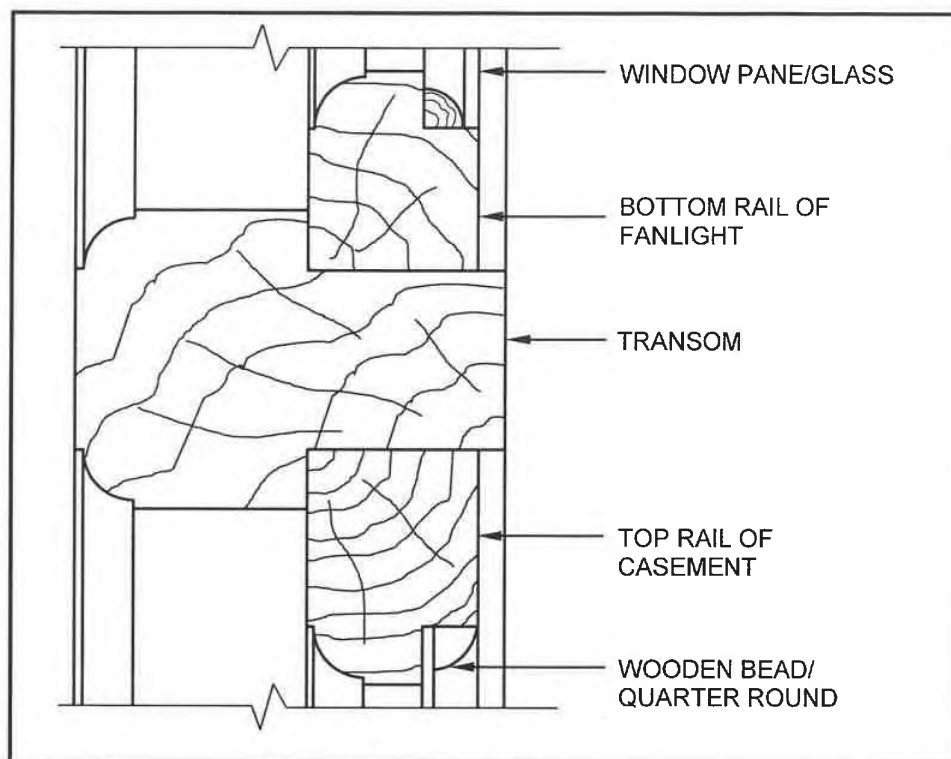 WINDOW PANE/GLASS
BOTTOM RAIL OF
FANLIGHT
TRANSOM
TOP RAIL OF
CASEMENT
WOODEN BEAD/
QUARTER ROUND